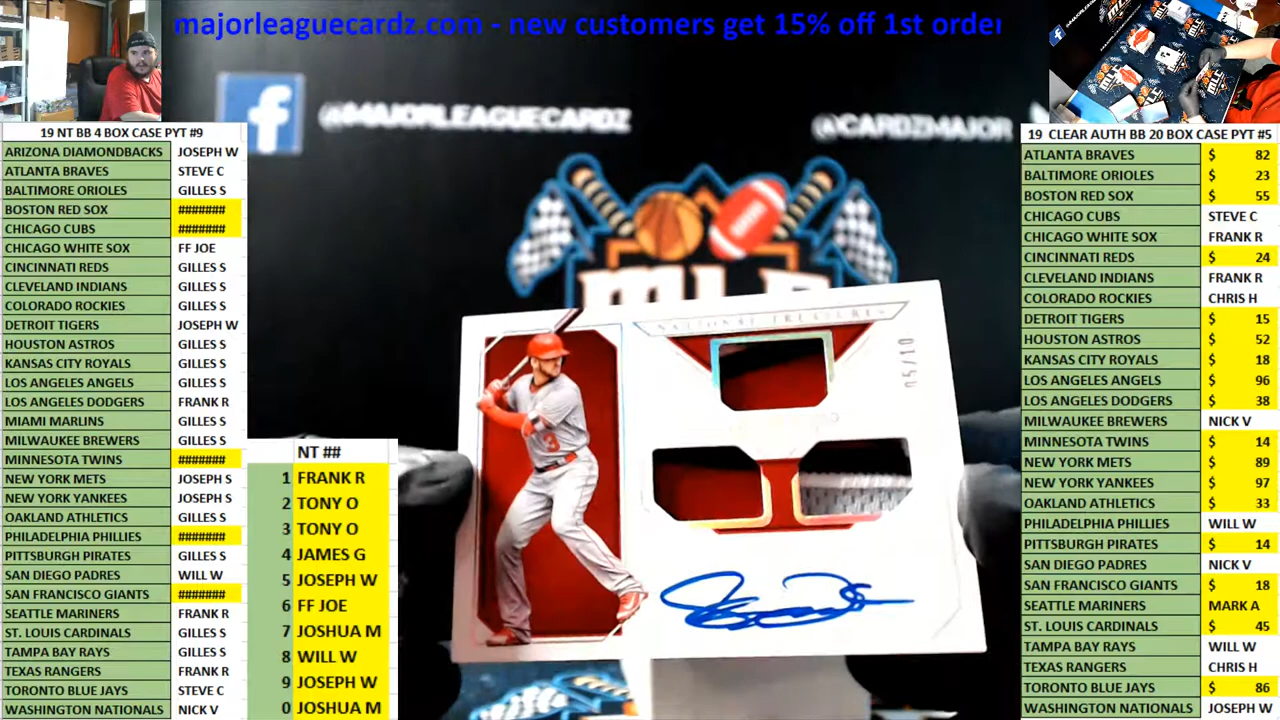 majorleaguecardz.com - new customers get 15% off 1st order
@MAJORLEAGUECARDZ
@CARDZMAJOR
19 NT BB 4 BOX CASE PYT #9
ARIZONA DIAMONDBACKS JOSEPH W
ATLANTA BRAVES STEVE C
BALTIMORE ORIOLES GILLES S
BOSTON RED SOX #######
CHICAGO CUBS #######
CHICAGO WHITE SOX FF JOE
CINCINNATI REDS GILLES S
CLEVELAND INDIANS GILLES S
COLORADO ROCKIES GILLES S
DETROIT TIGERS JOSEPH W
HOUSTON ASTROS GILLES S
KANSAS CITY ROYALS GILLES S
LOS ANGELES ANGELS GILLES S
LOS ANGELES DODGERS FRANK R
MIAMI MARLINS GILLES S
MILWAUKEE BREWERS GILLES S
MINNESOTA TWINS #######
NEW YORK METS JOSEPH S
NEW YORK YANKEES JOSEPH S
OAKLAND ATHLETICS GILLES S
PHILADELPHIA PHILLIES #######
PITTSBURGH PIRATES GILLES S
SAN DIEGO PADRES WILL W
SAN FRANCISCO GIANTS #######
SEATTLE MARINERS FRANK R
ST. LOUIS CARDINALS GILLES S
TAMPA BAY RAYS GILLES S
TEXAS RANGERS FRANK R
TORONTO BLUE JAYS STEVE C
WASHINGTON NATIONALS NICK V
NT ##
1 FRANK R
2 TONY O
3 TONY O
4 JAMES G
5 JOSEPH W
6 FF JOE
7 JOSHUA M
8 WILL W
9 JOSEPH W
0 JOSHUA M
MLC
NATIONAL TREASURES
05/10
3
19 CLEAR AUTH BB 20 BOX CASE PYT #5
ATLANTA BRAVES $ 82
BALTIMORE ORIOLES $ 23
BOSTON RED SOX $ 55
CHICAGO CUBS STEVE C
CHICAGO WHITE SOX FRANK R
CINCINNATI REDS $ 24
CLEVELAND INDIANS FRANK R
COLORADO ROCKIES CHRIS H
DETROIT TIGERS $ 15
HOUSTON ASTROS $ 52
KANSAS CITY ROYALS $ 18
LOS ANGELES ANGELS $ 96
LOS ANGELES DODGERS $ 38
MILWAUKEE BREWERS NICK V
MINNESOTA TWINS $ 14
NEW YORK METS $ 89
NEW YORK YANKEES $ 97
OAKLAND ATHLETICS $ 33
PHILADELPHIA PHILLIES WILL W
PITTSBURGH PIRATES $ 14
SAN DIEGO PADRES NICK V
SAN FRANCISCO GIANTS $ 18
SEATTLE MARINERS MARK A
ST. LOUIS CARDINALS $ 45
TAMPA BAY RAYS WILL W
TEXAS RANGERS CHRIS H
TORONTO BLUE JAYS $ 86
WASHINGTON NATIONALS JOSEPH W